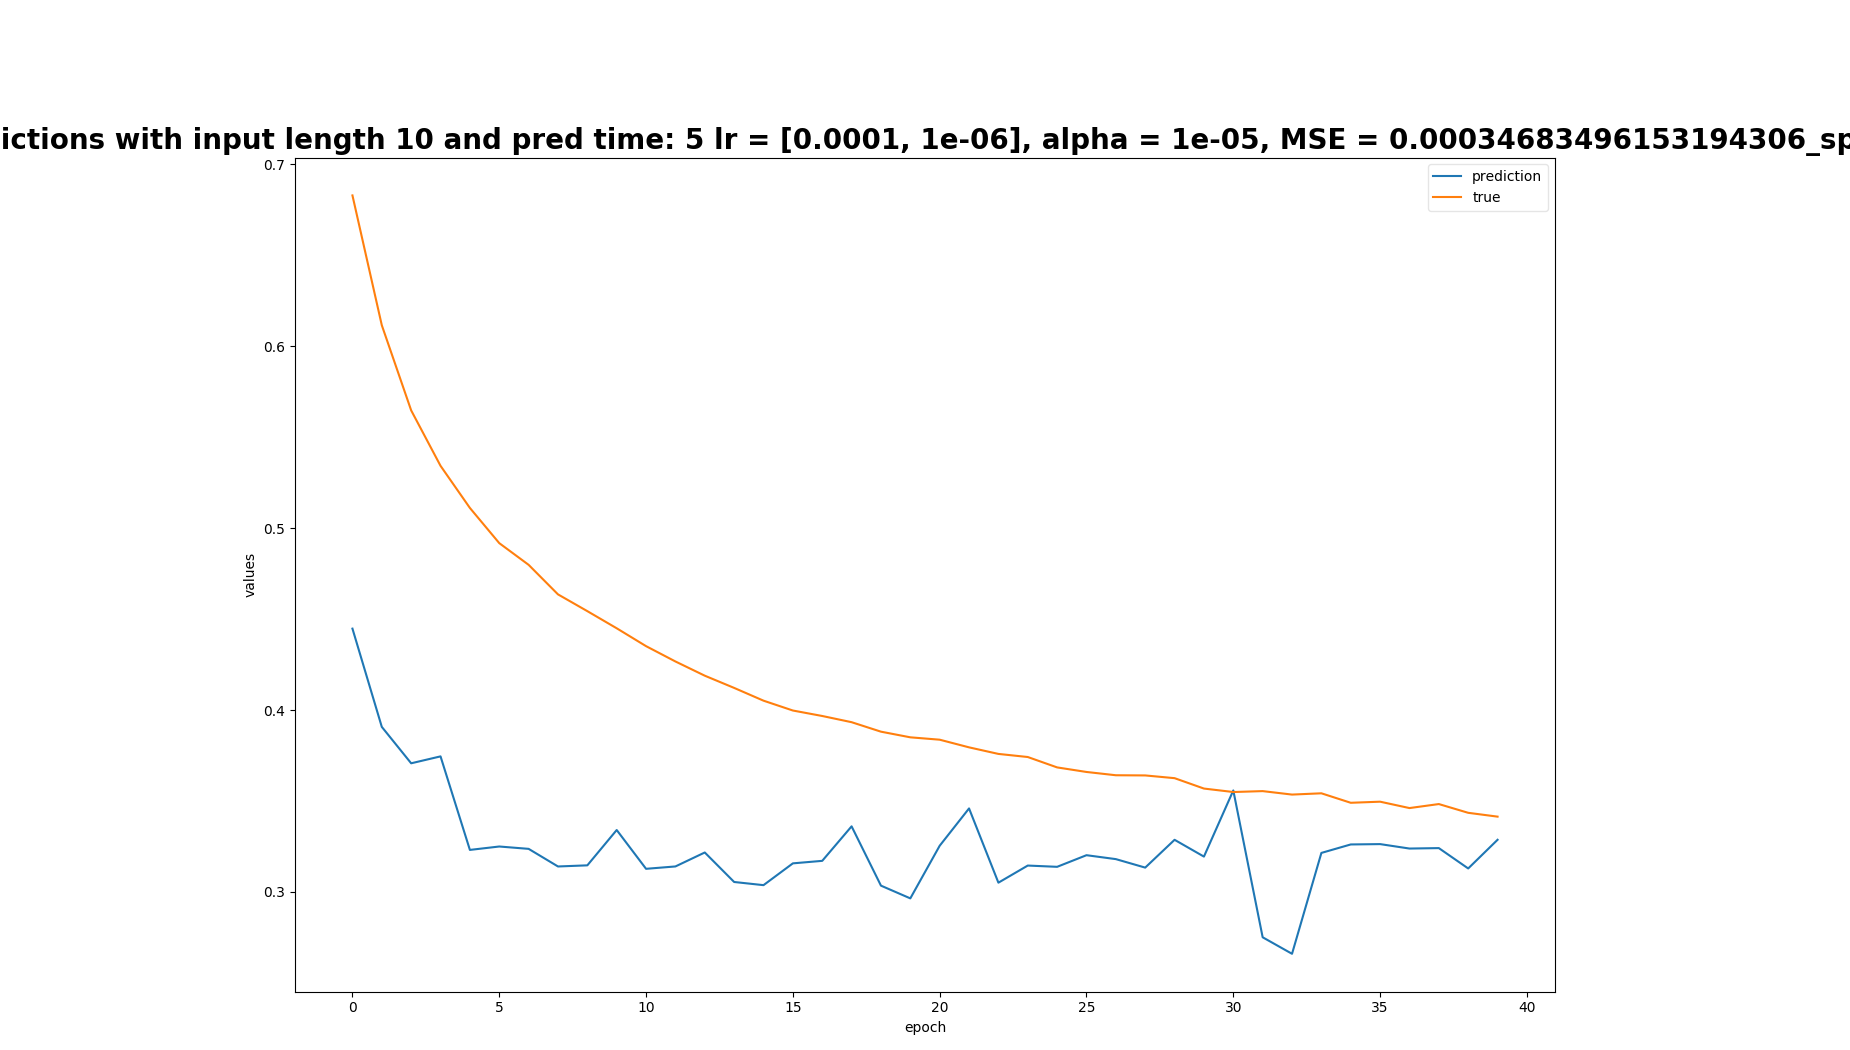 ictions with input length 10 and pred time: 5 lr = [0.0001, 1e-06], alpha = 1e-05, MSE = 0.00034683496153194306_sp
prediction
true
0.7
0.6
0.5
0.4
0.3
values
0 5 10 15 20 25 30 35 40
epoch